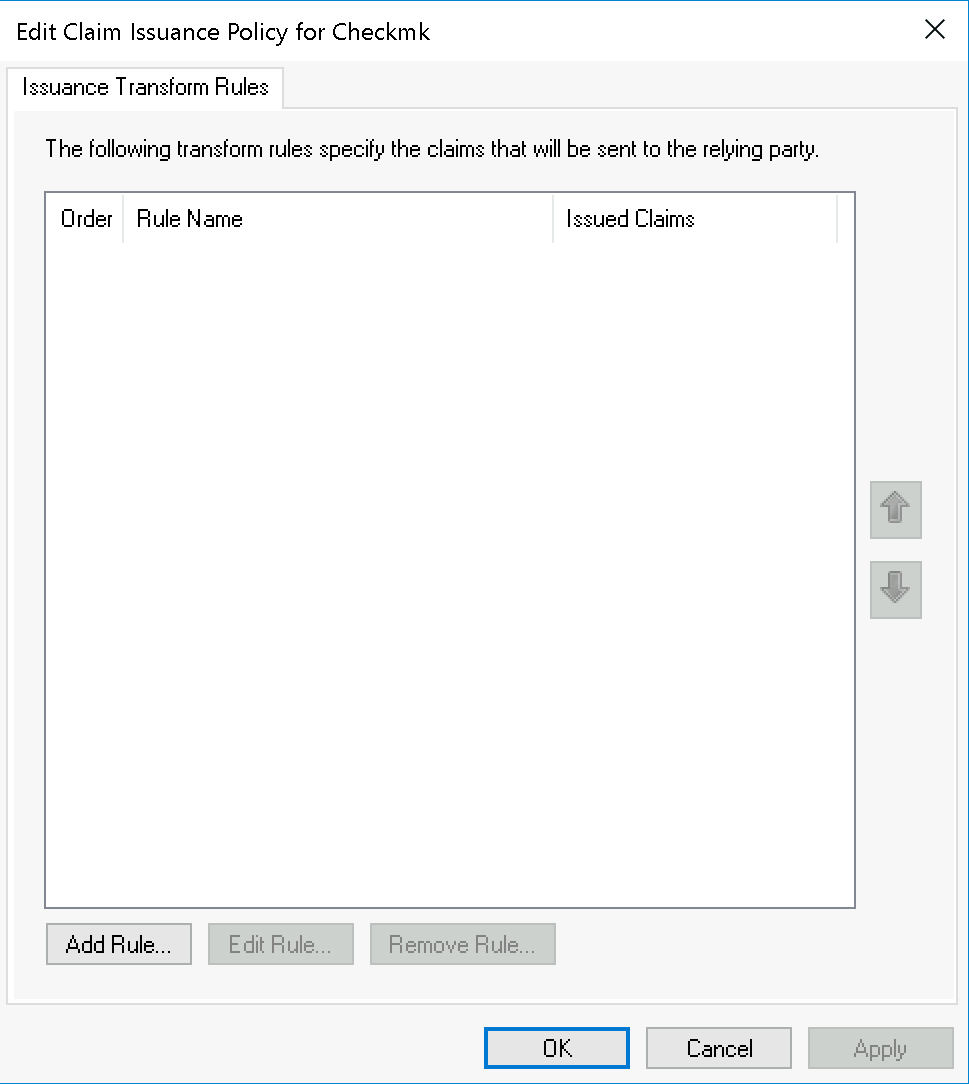 Edit Claim Issuance Policy for Checkmk
Issuance Transform Rules
The following transform rules specify the claims that will be sent to the relying party.
Order Rule Name Issued Claims
Add Rule... Edit Rule... Remove Rule...
OK Cancel Apply